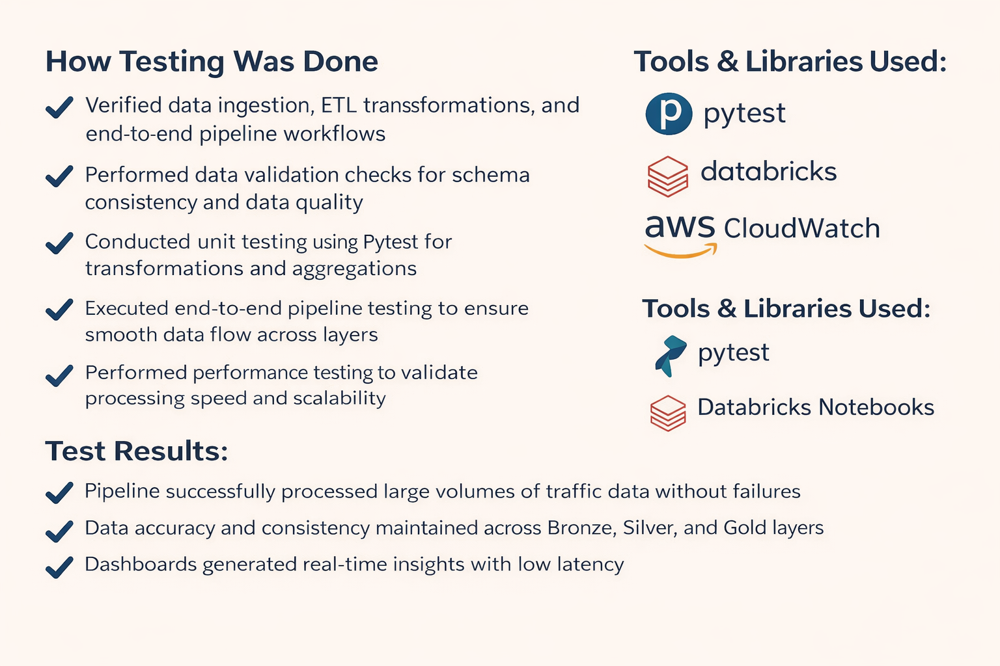 How Testing Was Done
Verified data ingestion, ETL transsformations, and
end-to-end pipeline workflows
Performed data validation checks for schema
consistency and data quality
Conducted unit testing using Pytest for
transformations and aggregations
Executed end-to-end pipeline testing to ensure
smooth data flow across layers
Performed performance testing to validate
processing speed and scalability
Tools & Libraries Used:
p pytest
databricks
aws CloudWatch
Tools & Libraries Used:
pytest
Databricks Notebooks
Test Results:
Pipeline successfully processed large volumes of traffic data without failures
Data accuracy and consistency maintained across Bronze, Silver, and Gold layers
Dashboards generated real-time insights with low latency